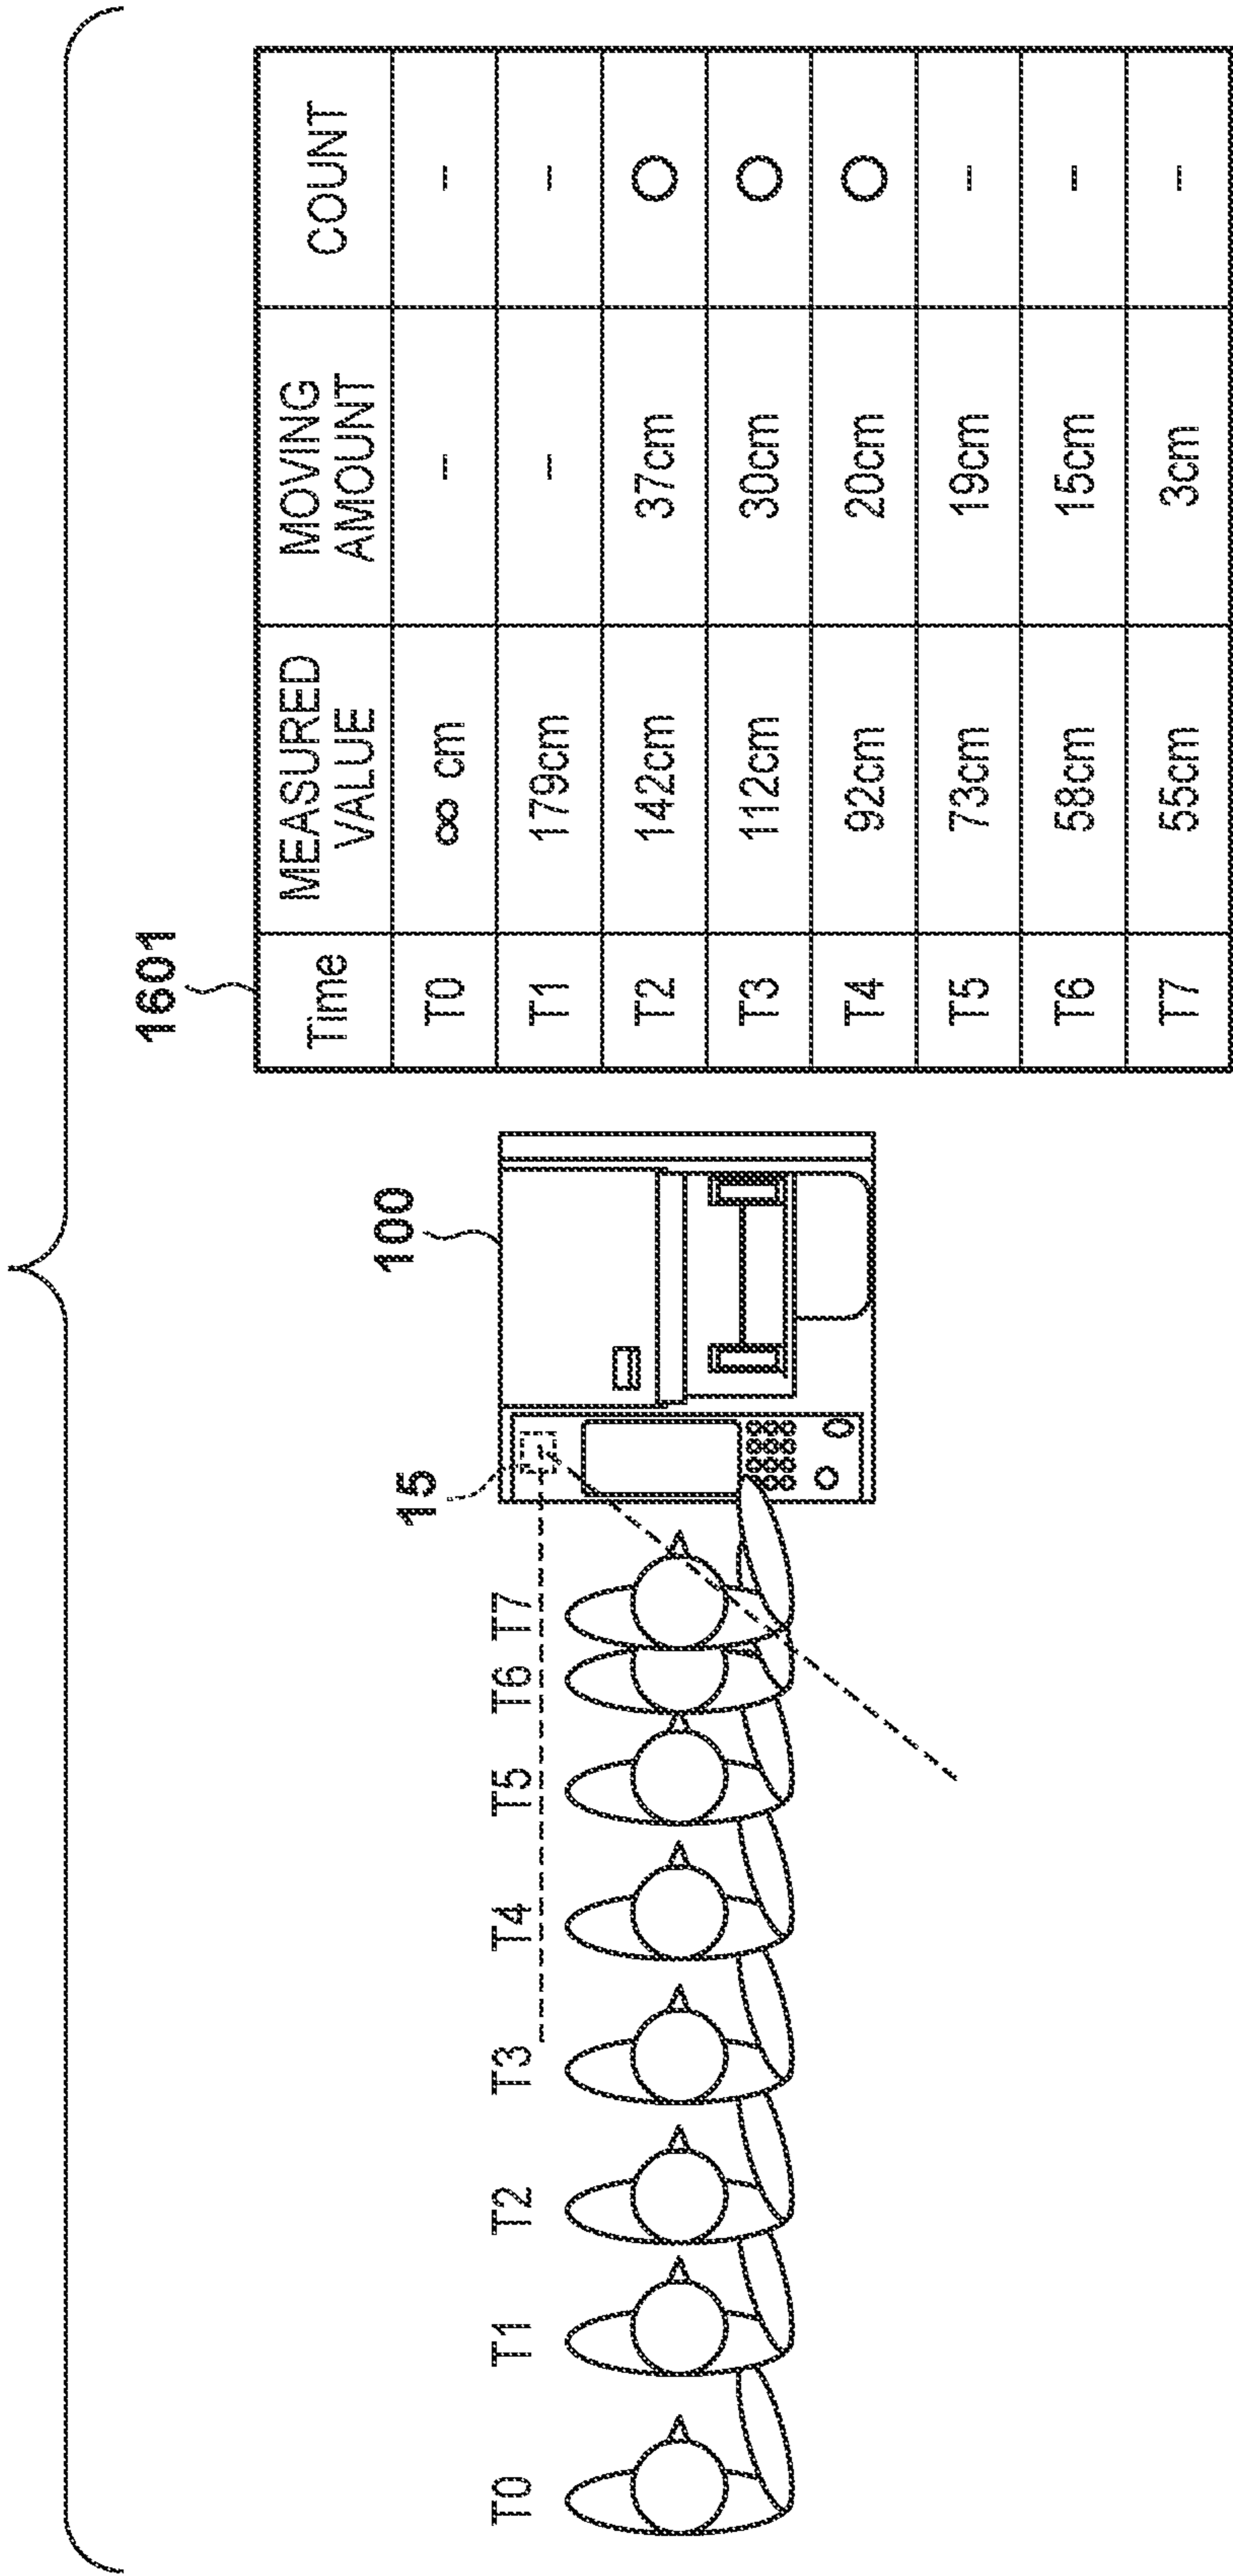 T0 T1 T2 T3 T4 T5 T6 T7
15
100
1601
Time MEASURED VALUE MOVING AMOUNT COUNT
T0 ∞ cm – –
T1 179cm – –
T2 142cm 37cm ○
T3 112cm 30cm ○
T4 92cm 20cm ○
T5 73cm 19cm –
T6 58cm 15cm –
T7 55cm 3cm –